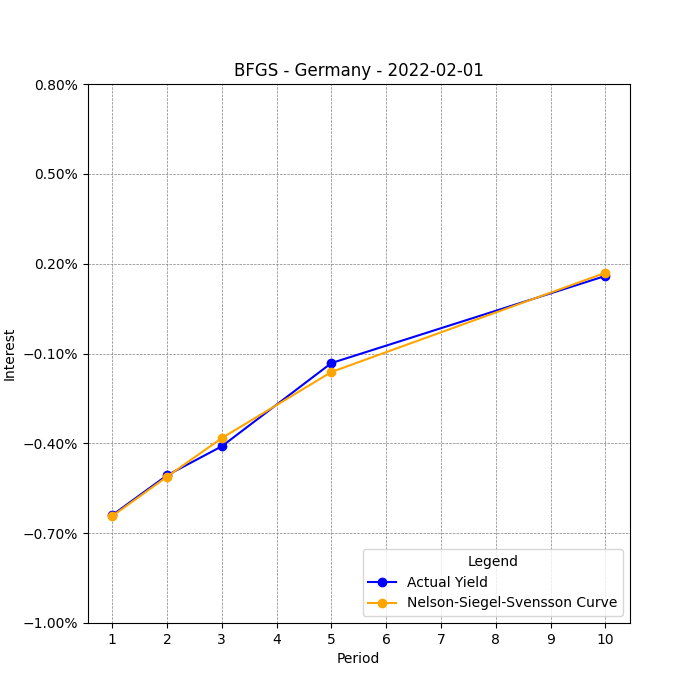 BFGS - Germany - 2022-02-01
0.80%
0.50%
0.20%
−0.10%
−0.40%
−0.70%
−1.00%
Interest
1 2 3 4 5 6 7 8 9 10
Period
Legend
Actual Yield
Nelson-Siegel-Svensson Curve